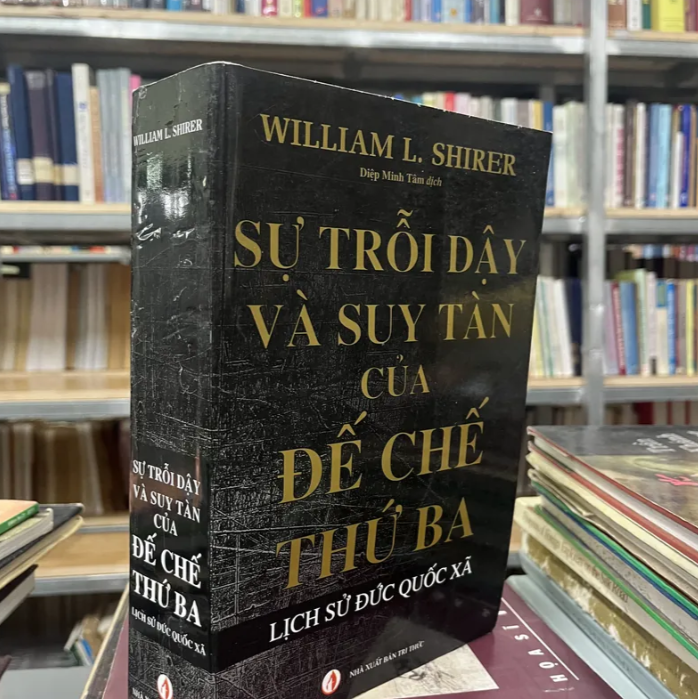 WILLIAM L. SHIRER
SỰ TRỖI DẬY
VÀ SUY TÀN
CỦA
ĐẾ CHẾ
THỨ BA
LỊCH SỬ ĐỨC QUỐC XÃ
WILLIAM L. SHIRER
Diệp Minh Tâm dịch
SỰ TRỖI DẬY
VÀ SUY TÀN
CỦA
ĐẾ CHẾ
THỨ BA
LỊCH SỬ ĐỨC QUỐC XÃ
NHÀ XUẤT BẢN TRI THỨC
HỌA SĨ